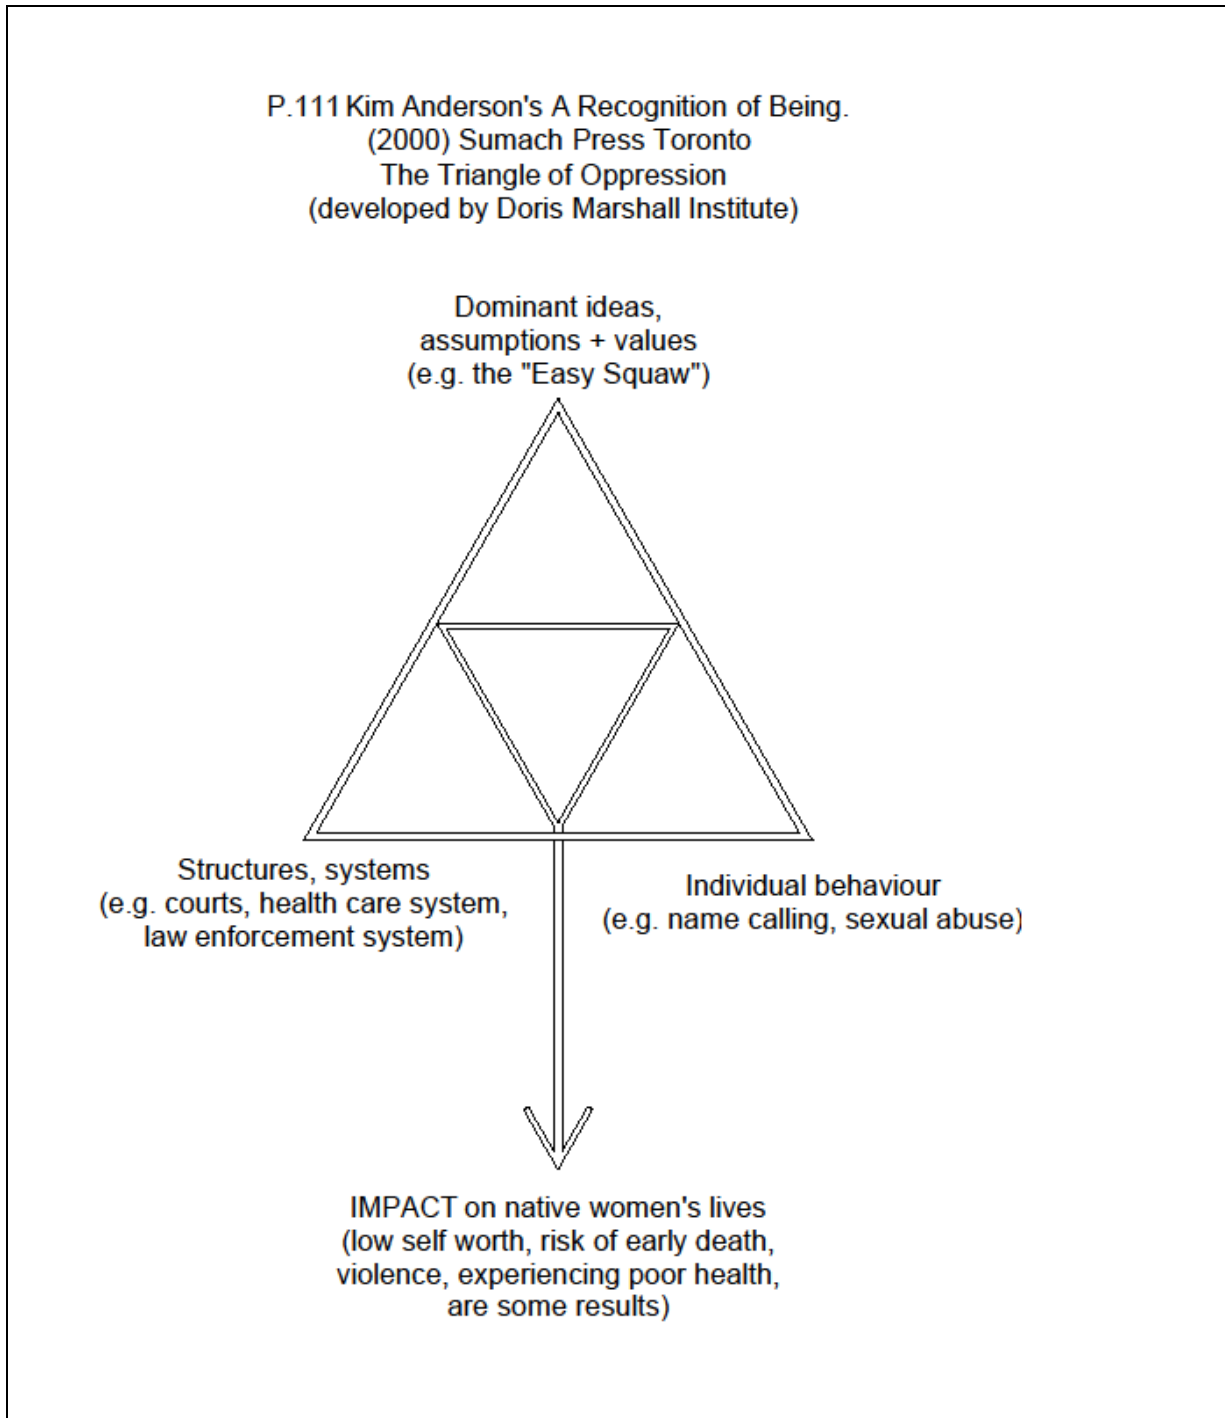 P.111 Kim Anderson's A Recognition of Being.
(2000) Sumach Press Toronto
The Triangle of Oppression
(developed by Doris Marshall Institute)
Dominant ideas,
assumptions + values
(e.g. the "Easy Squaw")
Structures, systems
(e.g. courts, health care system,
law enforcement system)
Individual behaviour
(e.g. name calling, sexual abuse)
IMPACT on native women's lives
(low self worth, risk of early death,
violence, experiencing poor health,
are some results)